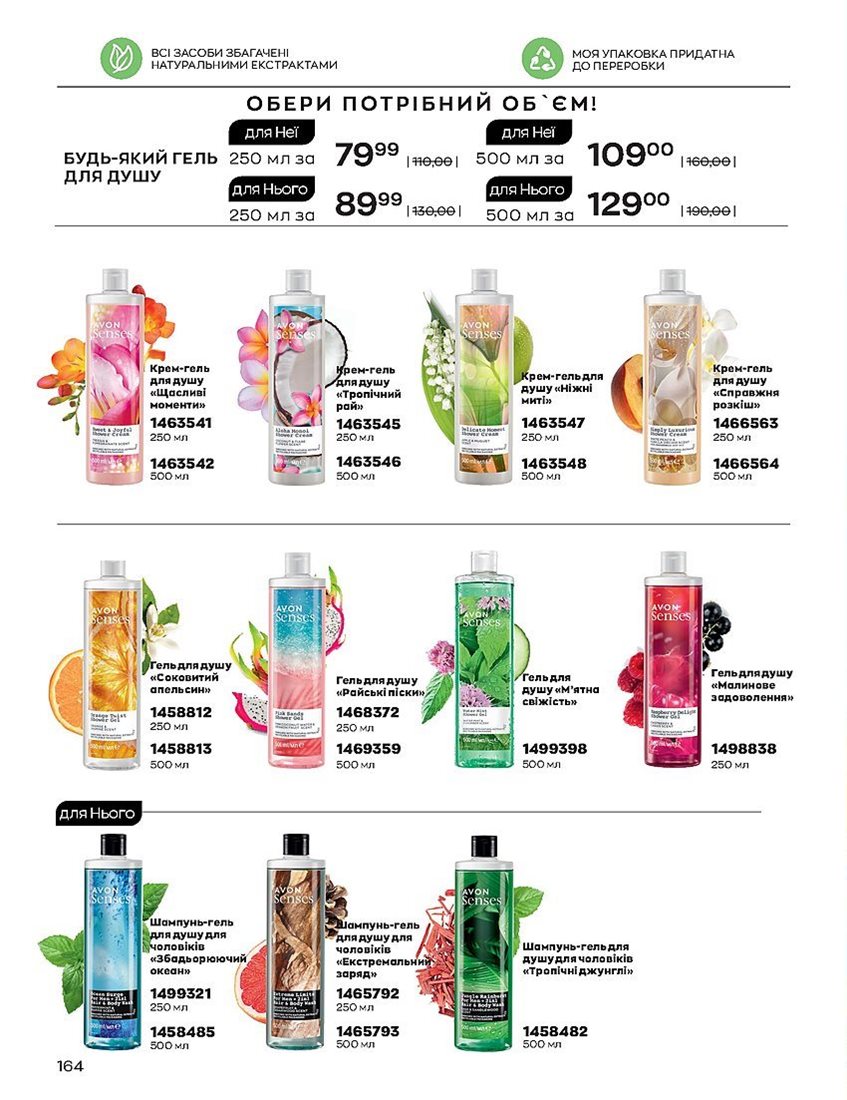 ВСІ ЗАСОБИ ЗБАГАЧЕНІ
НАТУРАЛЬНИМИ ЕКСТРАКТАМИ
МОЯ УПАКОВКА ПРИДАТНА
ДО ПЕРЕРОБКИ
ОБЕРИ ПОТРІБНИЙ ОБ`ЄМ!
БУДЬ-ЯКИЙ ГЕЛЬ
ДЛЯ ДУШУ
для Неї
250 мл за 79⁹⁹ |110,00|
для Неї
500 мл за 109⁰⁰ |160,00|
для Нього
250 мл за 89⁹⁹ |130,00|
для Нього
500 мл за 129⁰⁰ |190,00|
AVON
Senses
Sweet & Joyful
Shower Cream
Крем-гель
для душу
«Щасливі
моменти»
1463541
250 мл
1463542
500 мл
AVON
Senses
Aloha Monoi
Shower Cream
Крем-гель
для душу
«Тропічний
рай»
1463545
250 мл
1463546
500 мл
AVON
Senses
Delicate Moment
Shower Cream
Крем-гель для
душу «Ніжні
миті»
1463547
250 мл
1463548
500 мл
AVON
Senses
Simply Luxurious
Shower Cream
Крем-гель
для душу
«Справжня
розкіш»
1466563
250 мл
1466564
500 мл
AVON
Senses
Orange Twist
Shower Gel
Гель для душу
«Соковитий
апельсин»
1458812
250 мл
1458813
500 мл
AVON
Senses
Pink Sands
Shower Gel
Гель для душу
«Райські піски»
1468372
250 мл
1469359
500 мл
AVON
Senses
Water Mint
Shower Gel
Гель для
душу «М’ятна
свіжість»
1499398
500 мл
AVON
Senses
Raspberry Delight
Shower Gel
Гель для душу
«Малинове
задоволення»
1498838
250 мл
для Нього
AVON
Senses
Ocean Surge
For Men • 2in1
Hair & Body Wash
Шампунь-гель
для душу для
чоловіків
«Збадьорюючий
океан»
1499321
250 мл
1458485
500 мл
AVON
Senses
Extreme Limits
For Men • 2in1
Hair & Body Wash
Шампунь-гель
для душу для
чоловіків
«Екстремальний
заряд»
1465792
250 мл
1465793
500 мл
AVON
Senses
Jungle Rainburst
For Men • 2in1
Hair & Body Wash
Шампунь-гель для
душу для чоловіків
«Тропічні джунглі»
1458482
500 мл
164